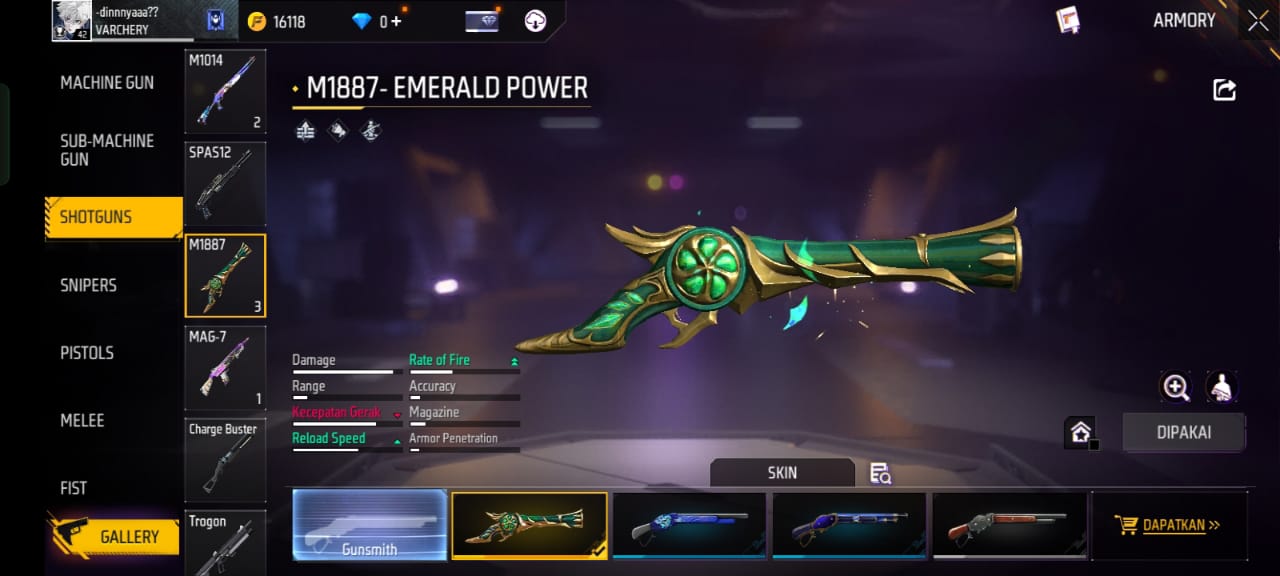 -dinnyaaa??
VARCHERY
42
16118
0 +
ARMORY
MACHINE GUN
SUB-MACHINE
GUN
SHOTGUNS
SNIPERS
PISTOLS
MELEE
FIST
GALLERY
M1014
2
SPAS12
M1887
3
MAG-7
1
Charge Buster
Trogon
M1887- EMERALD POWER
Damage
Rate of Fire
Range
Accuracy
Kecepatan Gerak
Magazine
Reload Speed
Armor Penetration
DIPAKAI
SKIN
Gunsmith
DAPATKAN >>